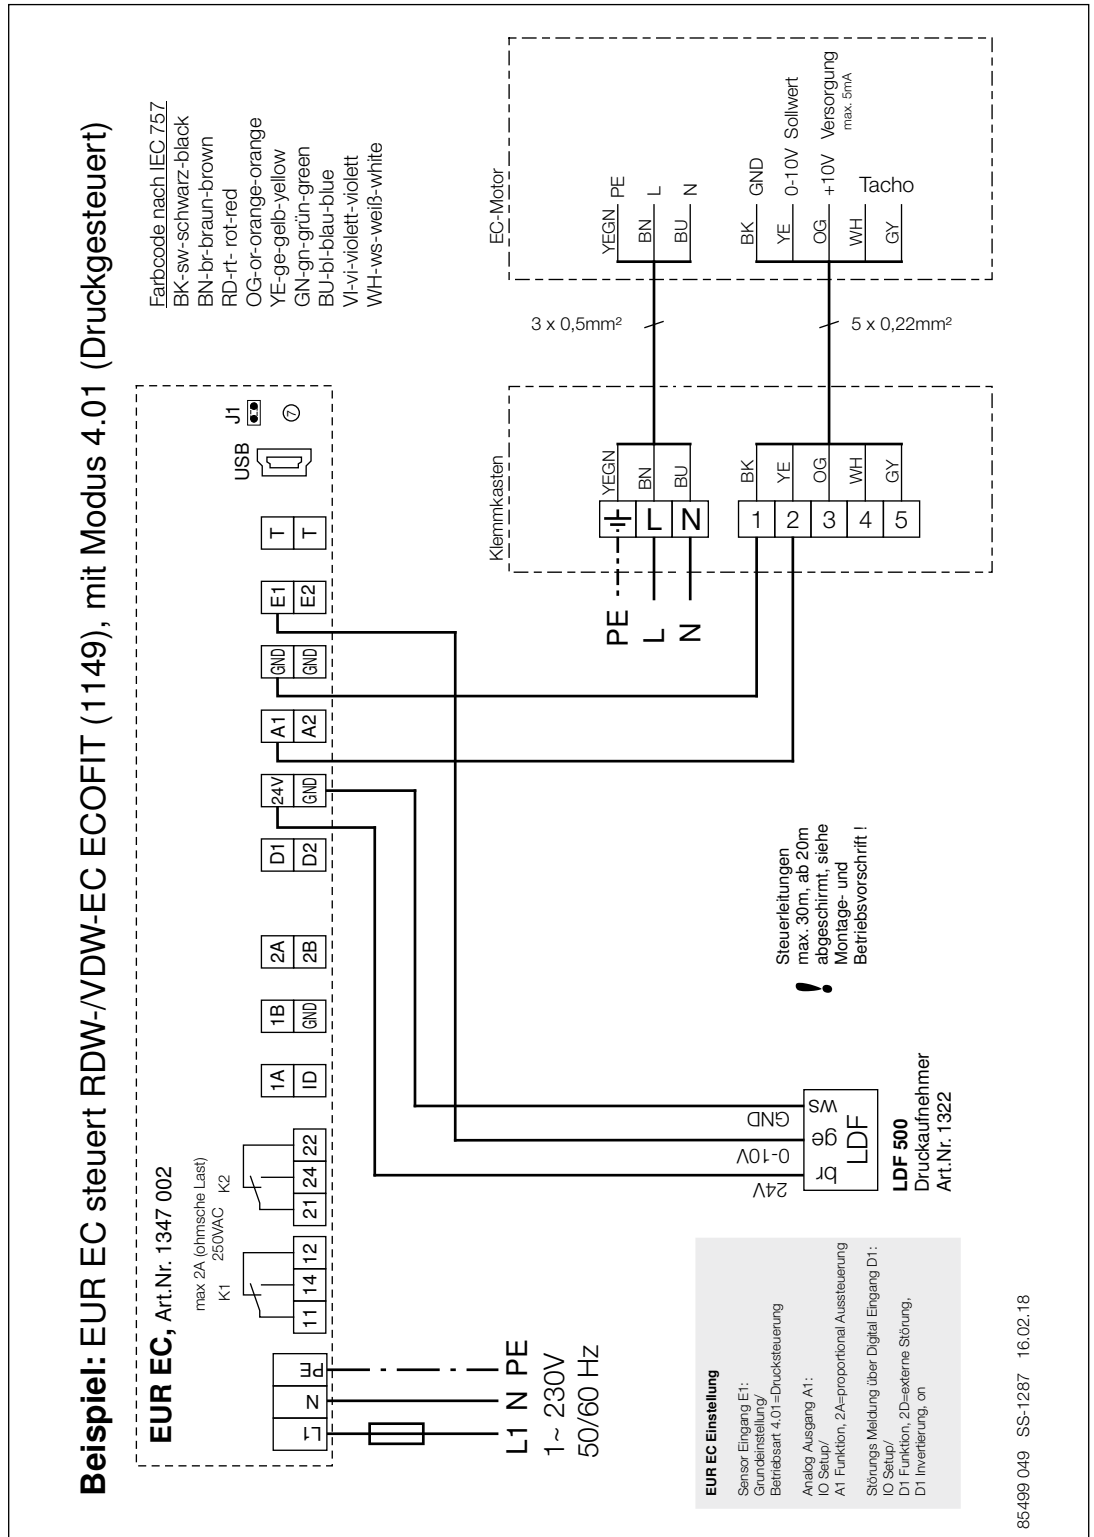 Beispiel: EUR EC steuert RDW-/VDW-EC ECOFIT (1149), mit Modus 4.01 (Druckgesteuert)
EUR EC, Art.Nr. 1347 002
max 2A (ohmsche Last)
250VAC
K1
K2
L1
N
PE
11
14
12
21
24
22
1A
ID
1B
GND
2A
2B
D1
D2
24V
GND
A1
A2
GND
GND
E1
E2
T
T
USB
J1
7
Farbcode nach IEC 757
BK-sw-schwarz-black
BN-br-braun-brown
RD-rt- rot-red
OG-or-orange-orange
YE-ge-gelb-yellow
GN-gn-grün-green
BU-bl-blau-blue
VI-vi-violett-violett
WH-ws-weiß-white
L1
N
PE
1~ 230V
50/60 Hz
Klemmkasten
YEGN
BN
BU
L
N
PE
L
N
BK
YE
OG
WH
GY
1
2
3
4
5
3 x 0,5mm²
5 x 0,22mm²
EC-Motor
YEGN
PE
BN
L
BU
N
BK
GND
YE
0-10V Sollwert
OG
+10V Versorgung
max. 5mA
WH
Tacho
GY
24V
0-10V
GND
br
ge
ws
LDF
LDF 500
Druckaufnehmer
Art.Nr. 1322
!
Steuerleitungen
max. 30m, ab 20m
abgeschirmt, siehe
Montage- und
Betriebsvorschrift !
EUR EC Einstellung
Sensor Eingang E1:
Grundeinstellung/
Betriebsart 4.01=Drucksteuerung
Analog Ausgang A1:
IO Setup/
A1 Funktion, 2A=proportional Aussteuerung
Störungs Meldung über Digital Eingang D1:
IO Setup/
D1 Funktion, 2D=externe Störung,
D1 Invertierung, on
85499 049 SS-1287 16.02.18